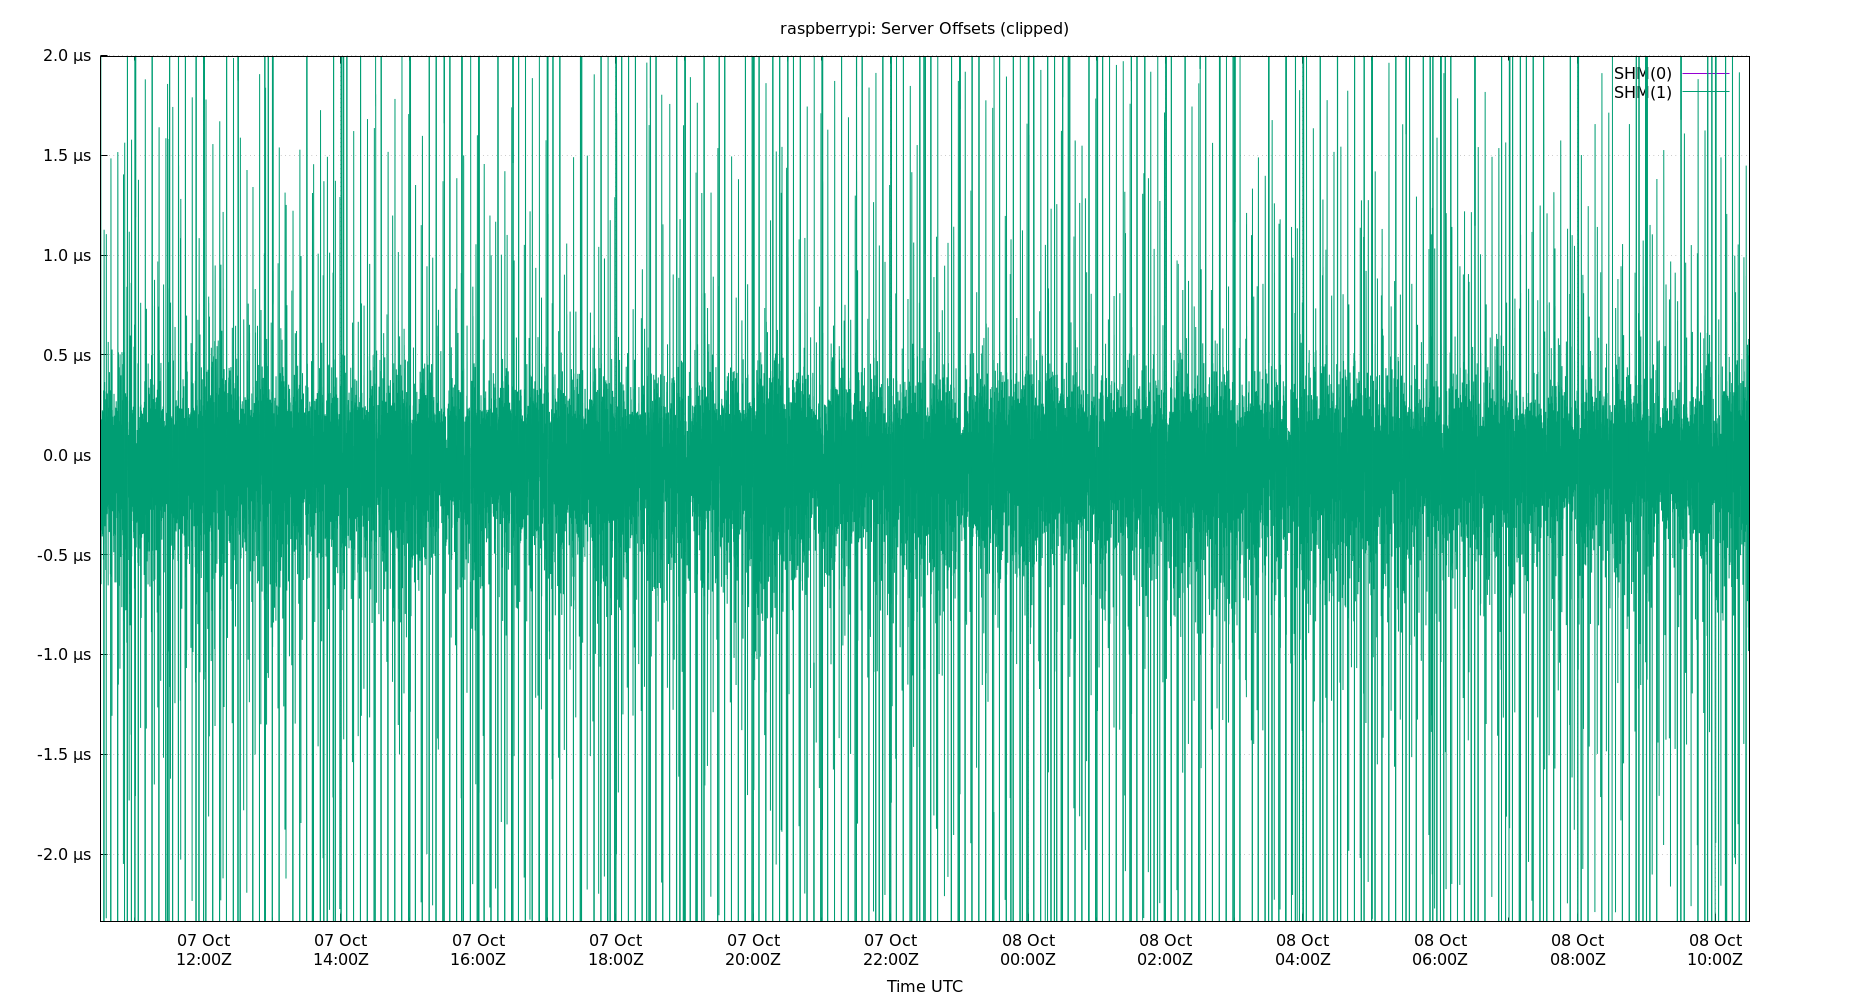 raspberrypi: Server Offsets (clipped)
2.0 µs
1.5 µs
1.0 µs
0.5 µs
0.0 µs
-0.5 µs
-1.0 µs
-1.5 µs
-2.0 µs
SHM(0)
SHM(1)
07 Oct 07 Oct 07 Oct 07 Oct 07 Oct 07 Oct 08 Oct 08 Oct 08 Oct 08 Oct 08 Oct 08 Oct
12:00Z 14:00Z 16:00Z 18:00Z 20:00Z 22:00Z 00:00Z 02:00Z 04:00Z 06:00Z 08:00Z 10:00Z
Time UTC